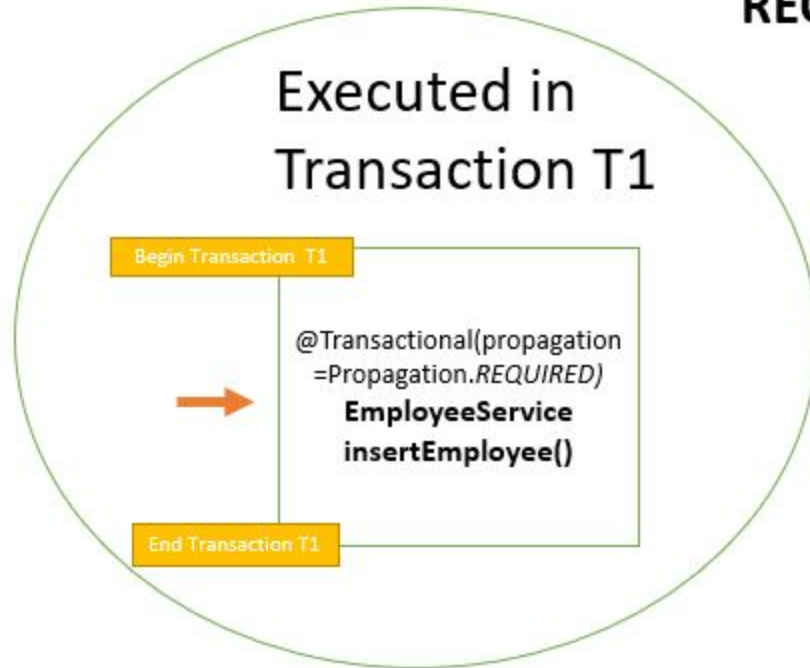 Executed in
Transaction T1
Begin Transaction T1
@Transactional(propagation
=Propagation.REQUIRED)
EmployeeService
insertEmployee()
End Transaction T1